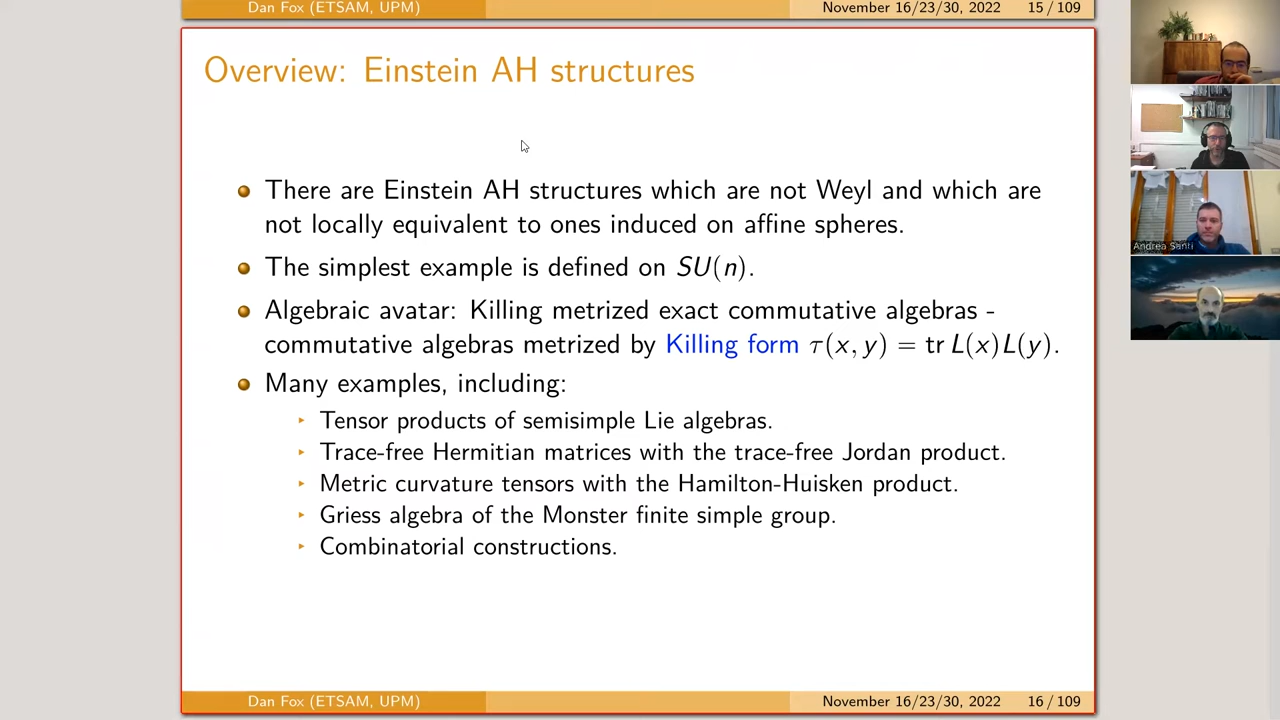 Dan Fox (ETSAM, UPM) November 16/23/30, 2022 15 / 109
Overview: Einstein AH structures
There are Einstein AH structures which are not Weyl and which are
not locally equivalent to ones induced on affine spheres.
The simplest example is defined on SU(n).
Algebraic avatar: Killing metrized exact commutative algebras -
commutative algebras metrized by Killing form τ(x, y) = tr L(x)L(y).
Many examples, including:
Tensor products of semisimple Lie algebras.
Trace-free Hermitian matrices with the trace-free Jordan product.
Metric curvature tensors with the Hamilton-Huisken product.
Griess algebra of the Monster finite simple group.
Combinatorial constructions.
Dan Fox (ETSAM, UPM) November 16/23/30, 2022 16 / 109
Andrea Santi